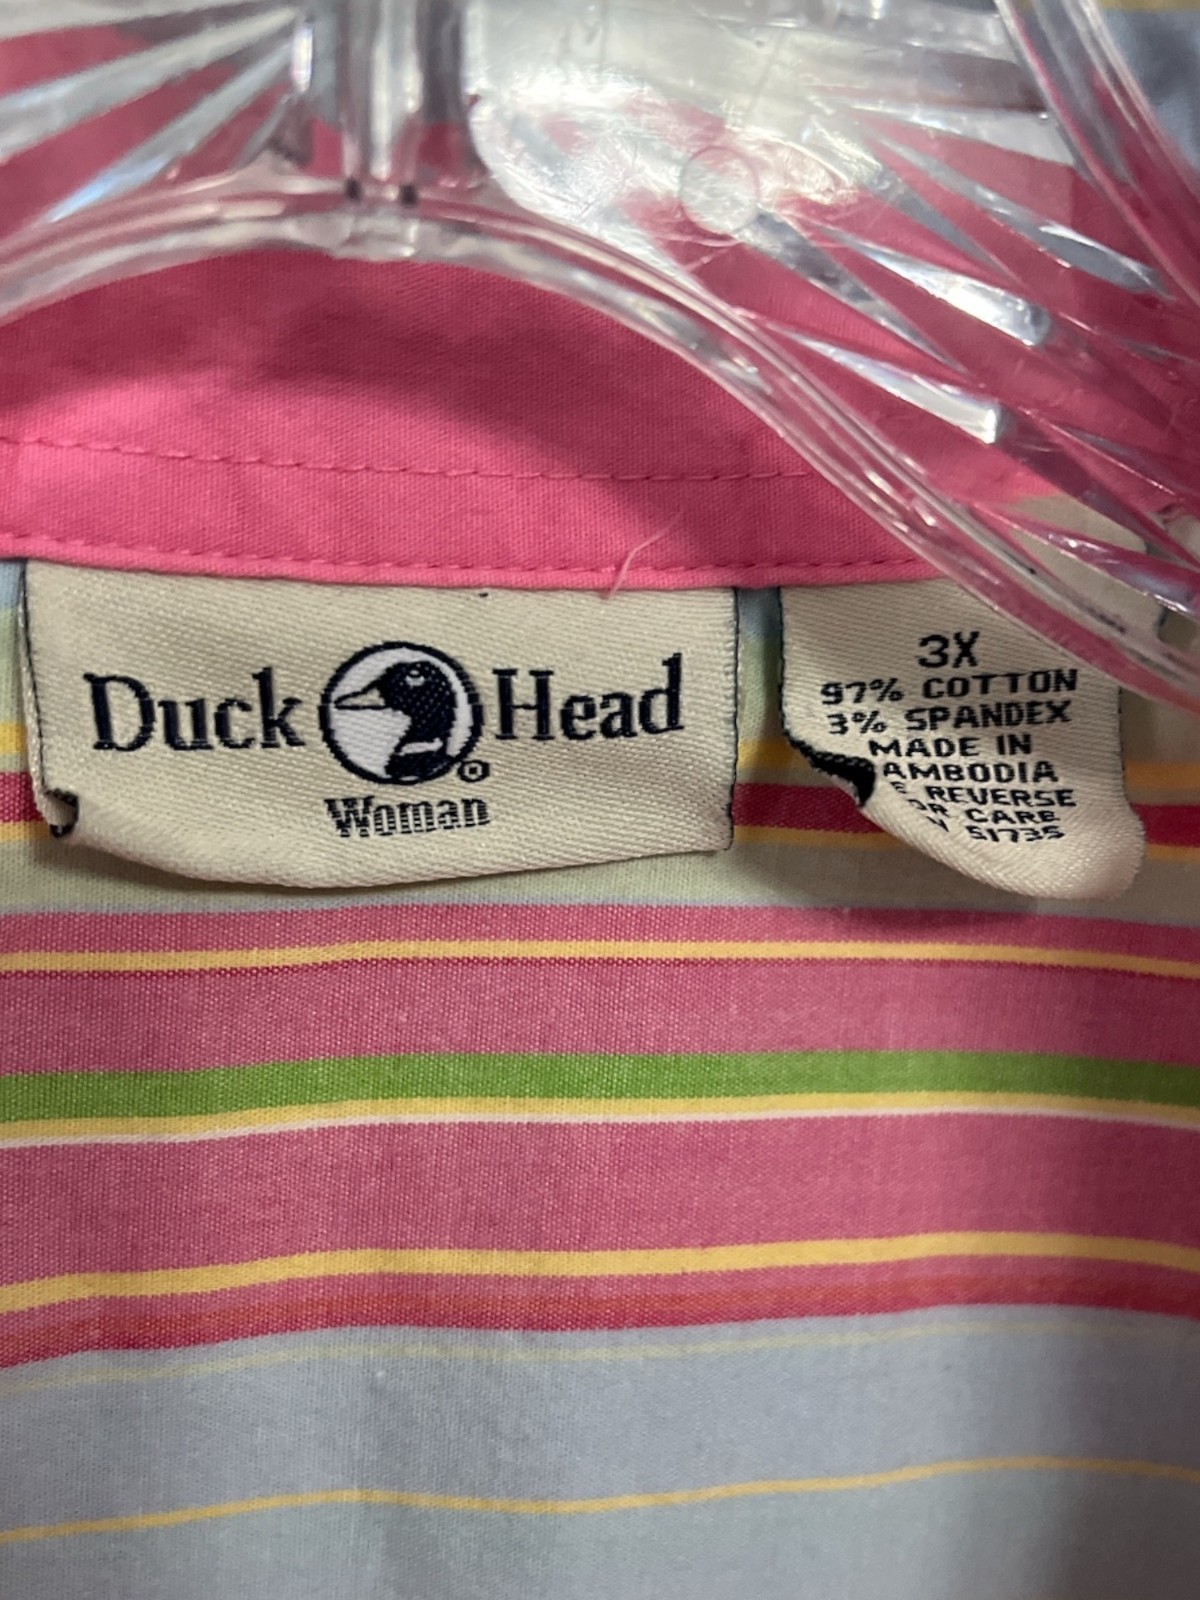 Duck Head
®
Woman
3X
97% COTTON
3% SPANDEX
MADE IN
AMBODIA
REVERSE
OR CARE
51735